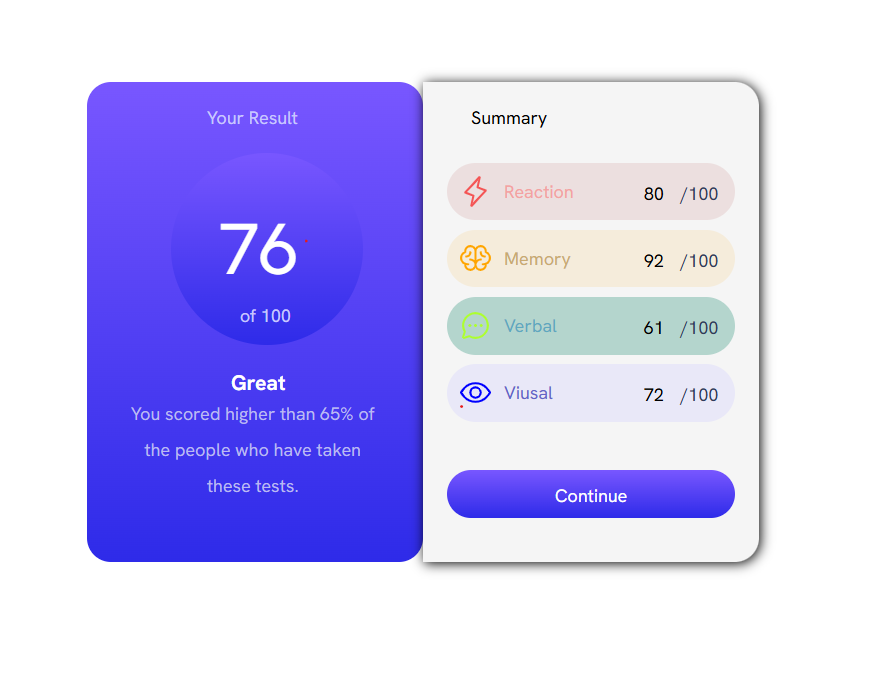 Your Result
76
of 100
Great
You scored higher than 65% of
the people who have taken
these tests.
Summary
Reaction 80 /100
Memory 92 /100
Verbal 61 /100
Viusal 72 /100
Continue